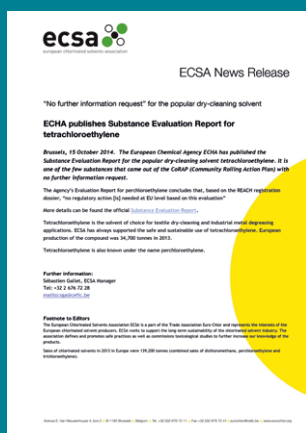 ecsa
european chlorinated solvents association
ECSA News Release
"No further information request" for the popular dry-cleaning solvent
ECHA publishes Substance Evaluation Report for
tetrachloroethylene
Brussels, 15 October 2014. The European Chemical Agency ECHA has published the
Substance Evaluation Report for the popular dry-cleaning solvent tetrachloroethylene. It is
one of the few substances that came out of the CoRAP (Community Rolling Action Plan) with
no further information request.
The Agency's Evaluation Report for perchloroethylene concludes that, based on the REACH registration
dossier, "no regulatory action [is] needed at EU level based on this evaluation"
More details can be found the official Substance Evaluation Report.
Tetrachloroethylene is the solvent of choice for textile dry-cleaning and industrial metal degreasing
applications. ECSA has always supported the safe and sustainable use of tetrachloroethylene. European
production of the compound was 34,700 tonnes in 2013.
Tetrachloroethylene is also known under the name perchloroethylene.
Further information:
ECSA Manager
Tel: +32 2 676 72 28
Footnote to Editors
The European Chlorinated Solvents Association ECSA is a part of the Trade Association Euro Chlor and represents the interests of the
European chlorinated solvent producers. ECSA works to support the long term sustainability of the chlorinated solvent industry. The
association defines and promotes safe practices as well as commissions toxicological studies to further increase our knowledge of the
products.
Sales of chlorinated solvents in 2013 in Europe were 139,200 tonnes combined sales of dichloromethane, perchloroethylene and
trichloroethylene).